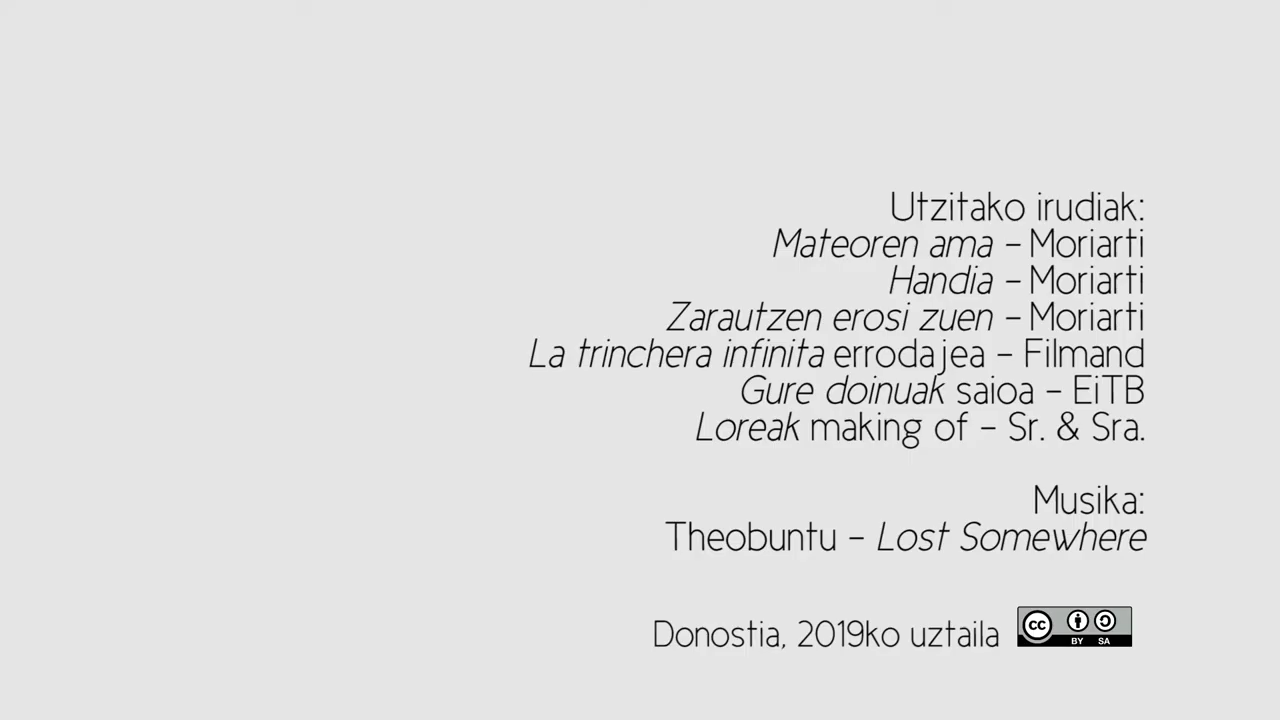 Utzitako irudiak:
Mateoren ama – Moriarti
Handia – Moriarti
Zarautzen erosi zuen – Moriarti
La trinchera infinita errodajea – Filmand
Gure doinuak saioa – EiTB
Loreak making of – Sr. & Sra.
Musika:
Theobuntu – Lost Somewhere
Donostia, 2019ko uztaila
cc BY SA